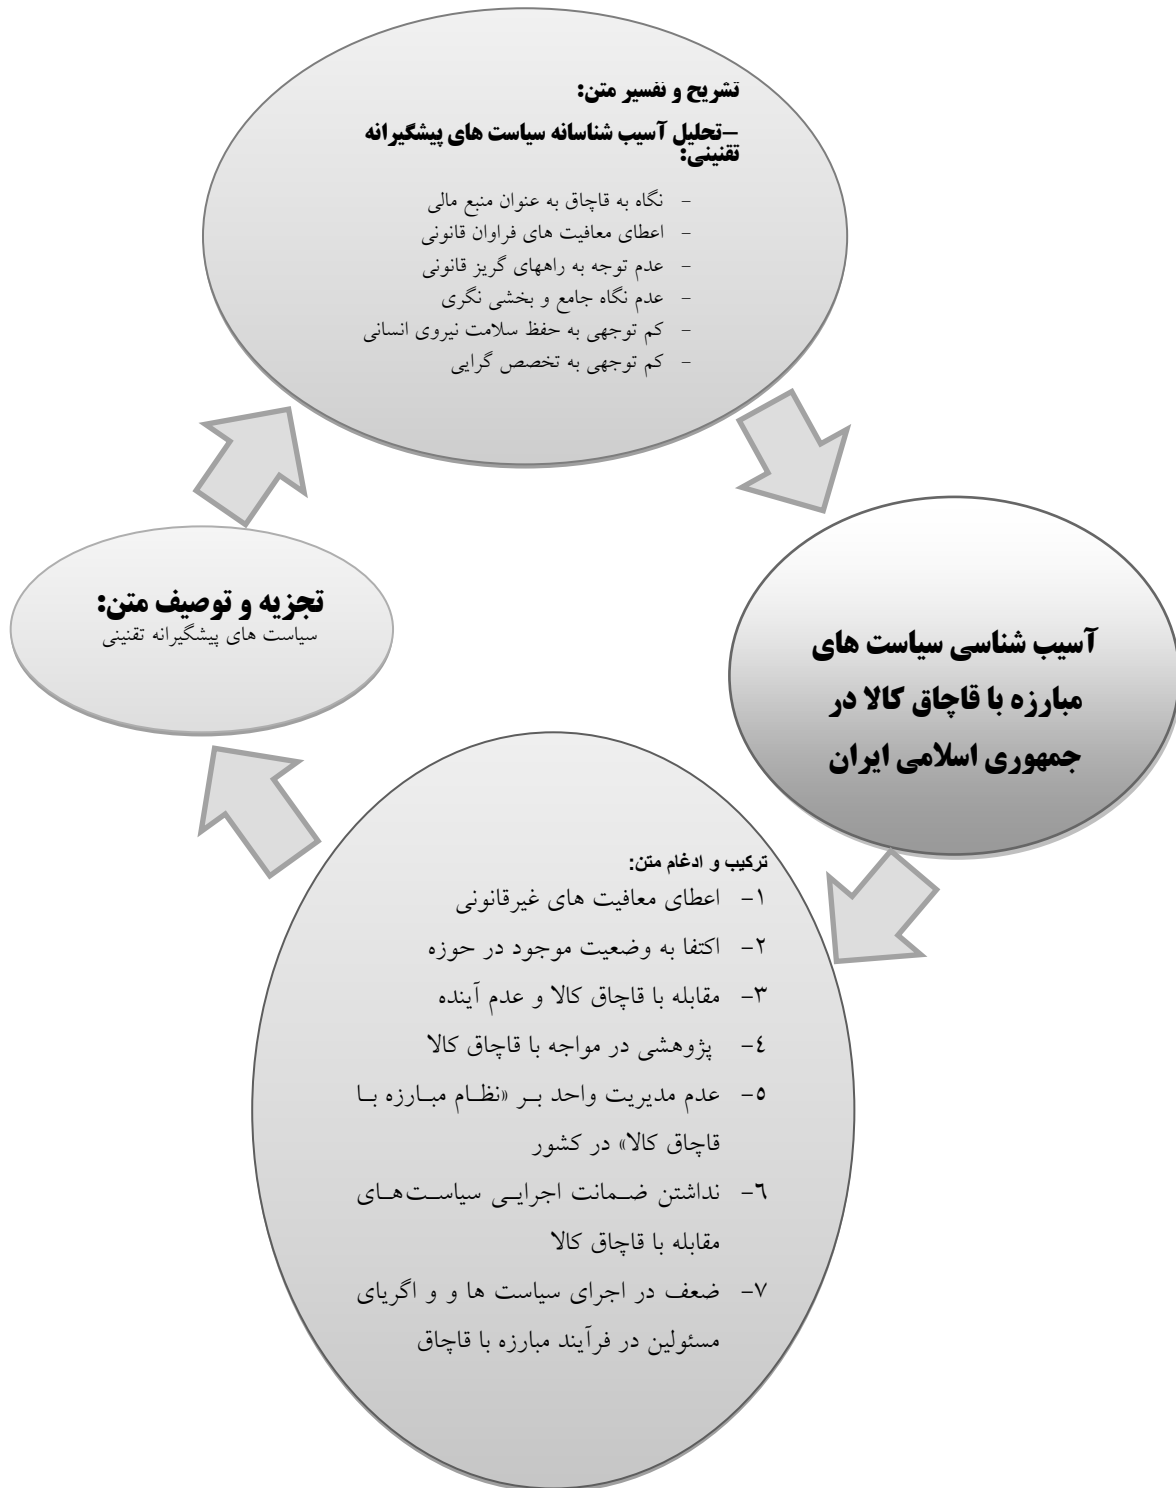 تشریح و تفسیر متن:
–تحلیل آسیب شناسانه سیاست های پیشگیرانه
تقنینی:
- نگاه به قاچاق به عنوان منبع مالی
- اعطای معافیت های فراوان قانونی
- عدم توجه به راههای گریز قانونی
- عدم نگاه جامع و بخشی نگری
- کم توجهی به حفظ سلامت نیروی انسانی
- کم توجهی به تخصص گرایی
آسیب شناسی سیاست های
مبارزه با قاچاق کالا در
جمهوری اسلامی ایران
ترکیب و ادغام متن:
۱- اعطای معافیت های غیرقانونی
۲- اکتفا به وضعیت موجود در حوزه
۳- مقابله با قاچاق کالا و عدم آینده
٤- پژوهشی در مواجه با قاچاق کالا
٥- عدم مدیریت واحد بر «نظام مبارزه با
قاچاق کالا» در کشور
٦- نداشتن ضمانت اجرایی سیاست‌های
مقابله با قاچاق کالا
۷- ضعف در اجرای سیاست ها و و اگریای
مسئولین در فرآیند مبارزه با قاچاق
تجزیه و توصیف متن:
سیاست های پیشگیرانه تقنینی